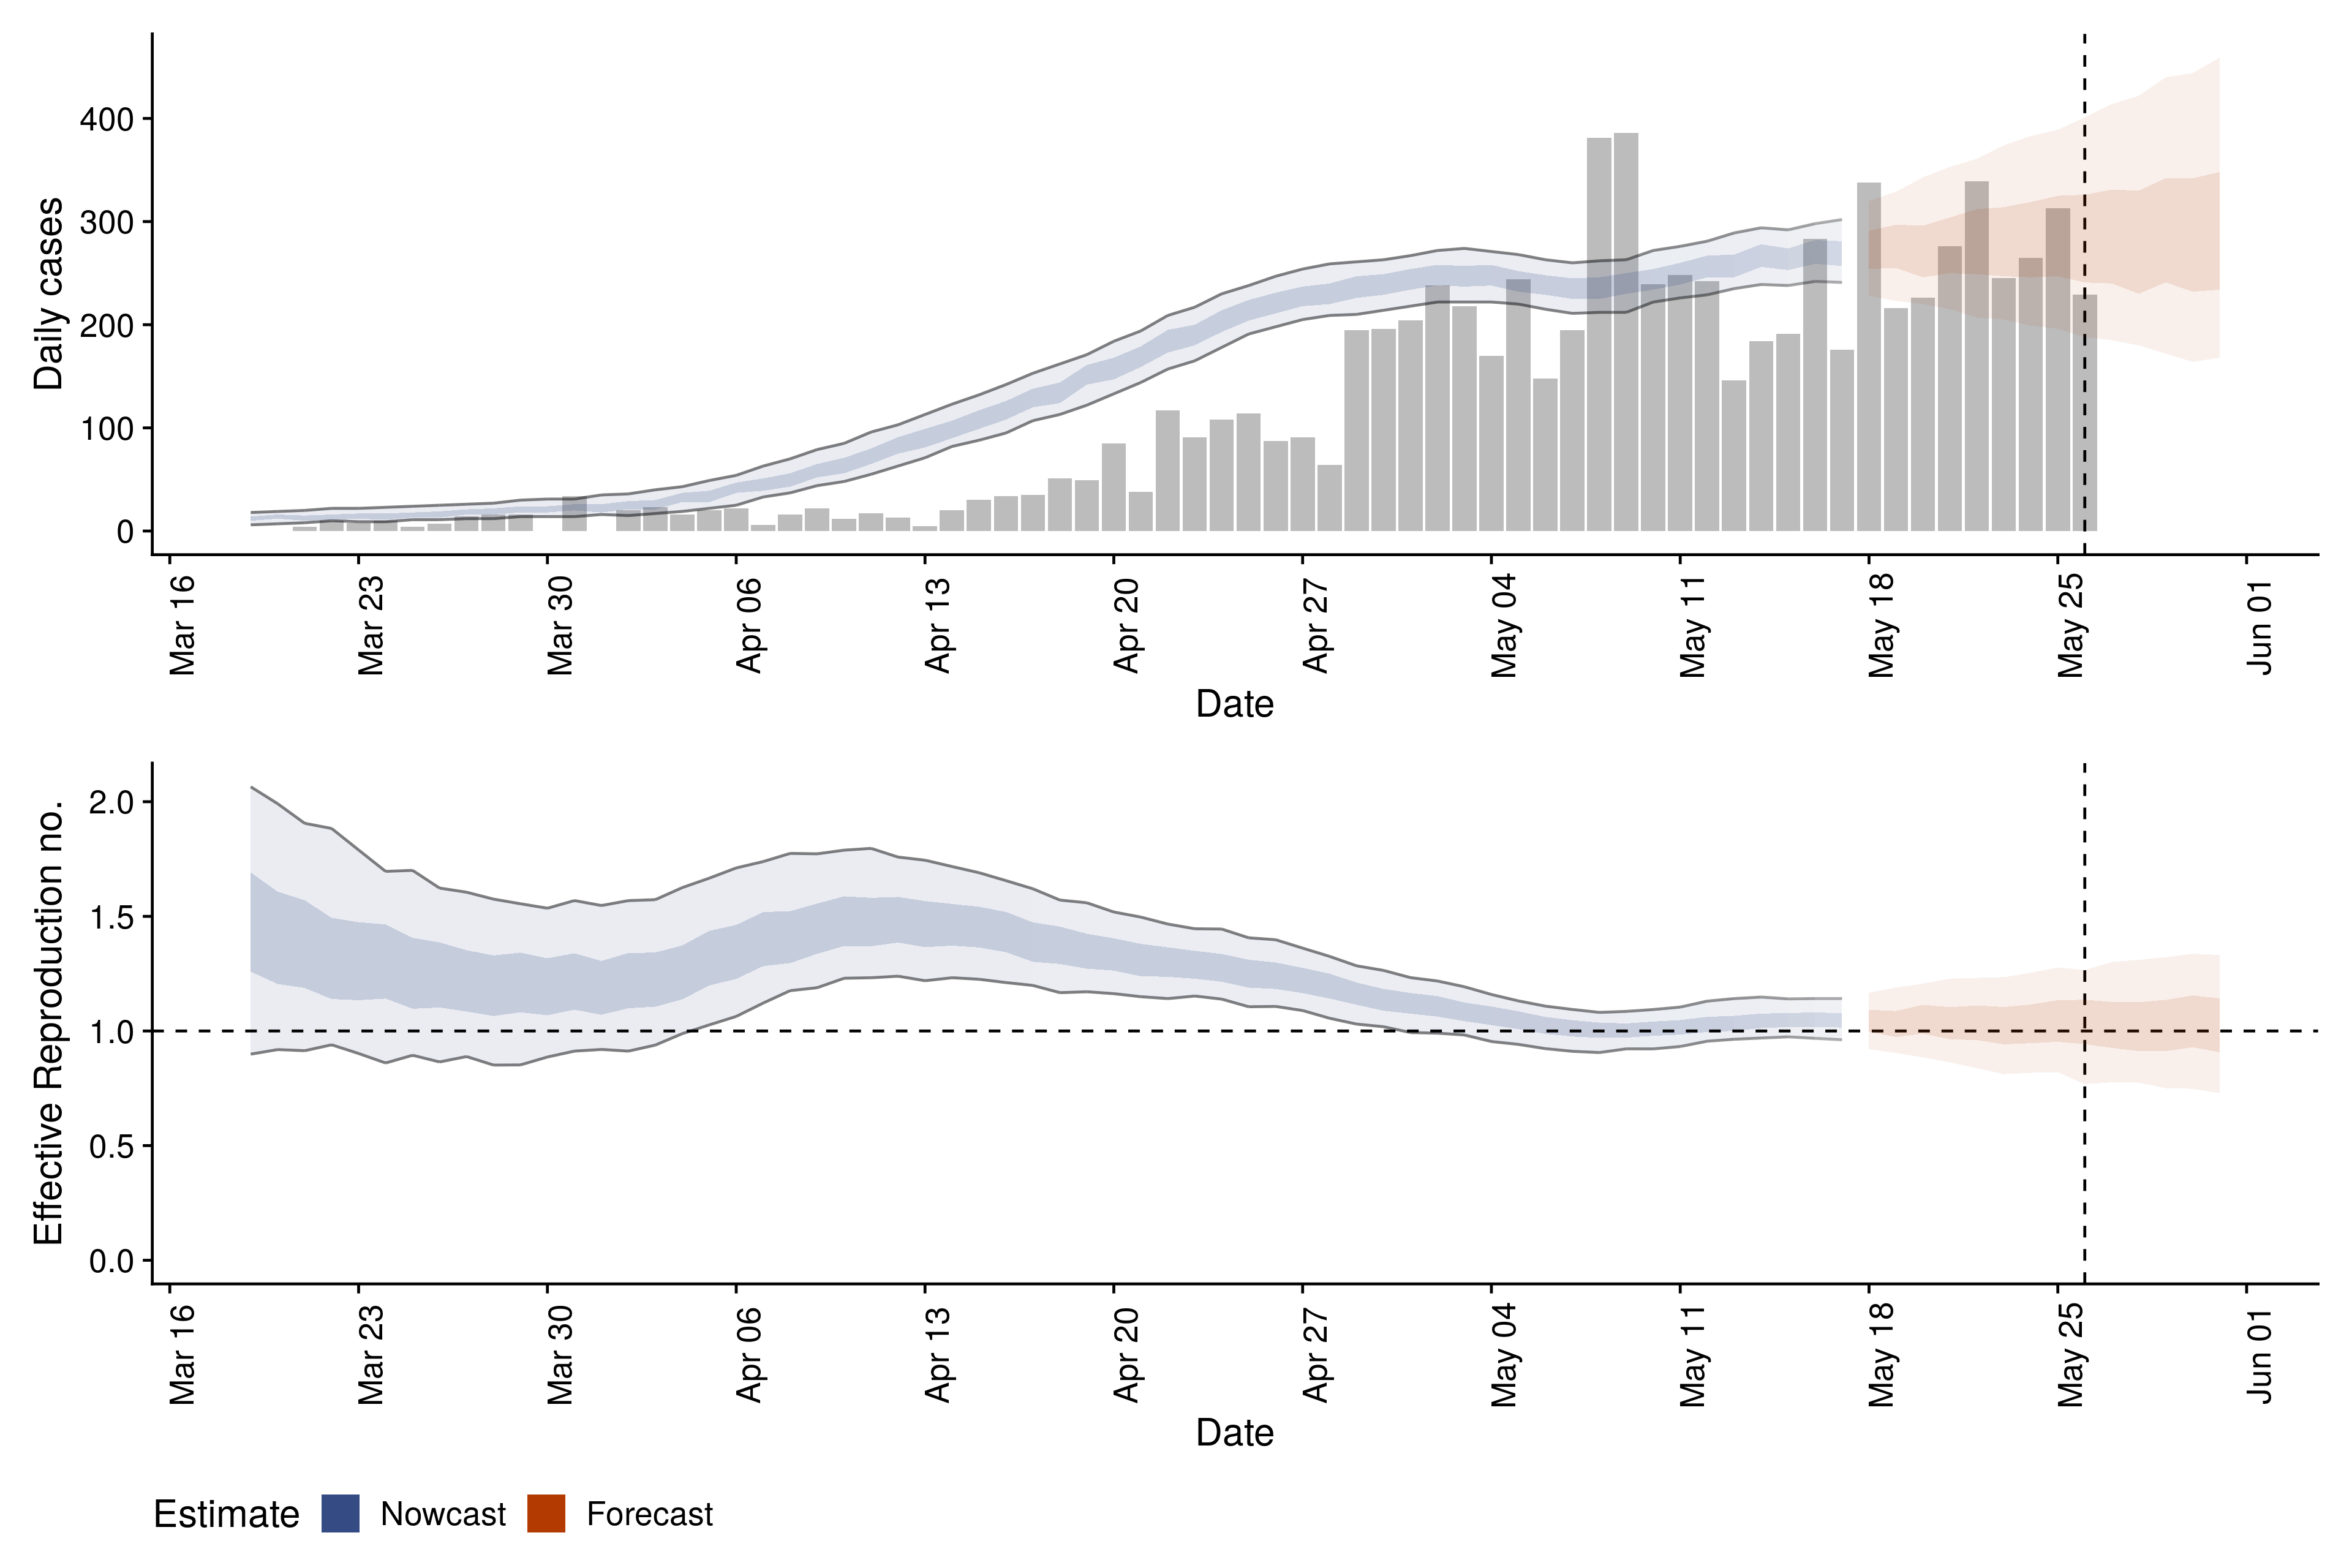 Daily cases
400
300
200
100
0
Mar 16
Mar 23
Mar 30
Apr 06
Apr 13
Apr 20
Apr 27
May 04
May 11
May 18
May 25
Jun 01
Date
Effective Reproduction no.
2.0
1.5
1.0
0.5
0.0
Mar 16
Mar 23
Mar 30
Apr 06
Apr 13
Apr 20
Apr 27
May 04
May 11
May 18
May 25
Jun 01
Date
Estimate Nowcast Forecast